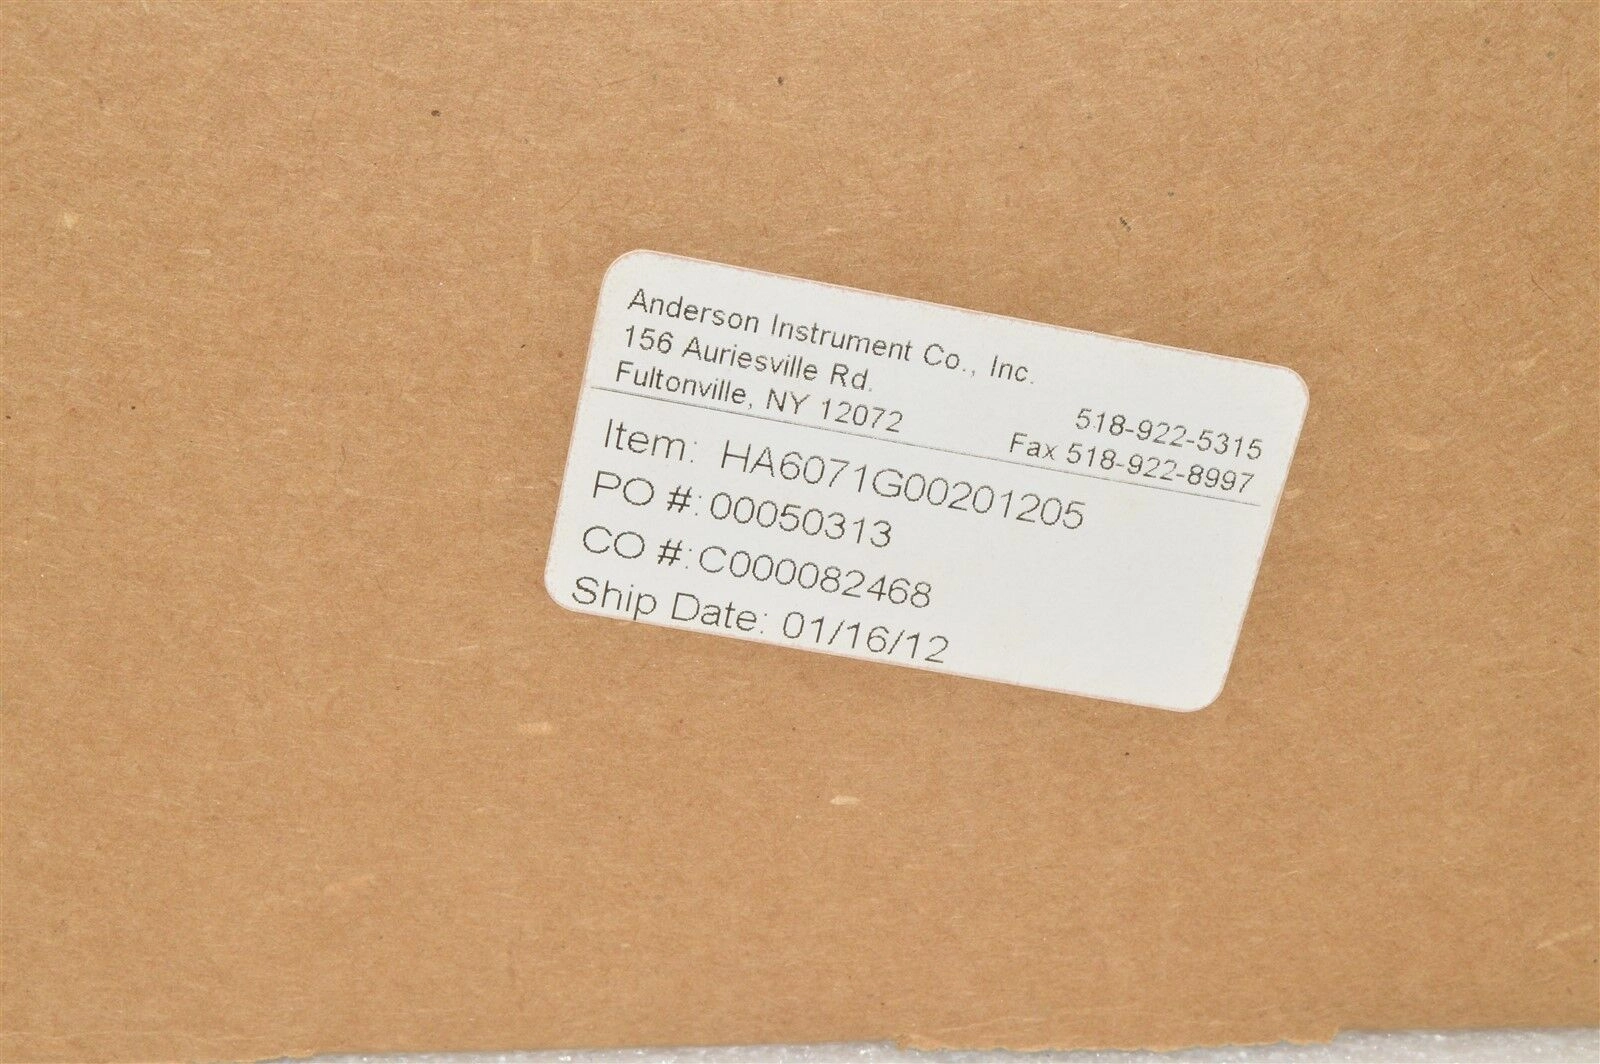 Anderson Instrument Co., Inc.
156 Auriesville Rd.
Fultonville, NY 12072
518-922-5315
Fax 518-922-8997
Item: HA6071G00201205
PO #: 00050313
CO #: C000082468
Ship Date: 01/16/12